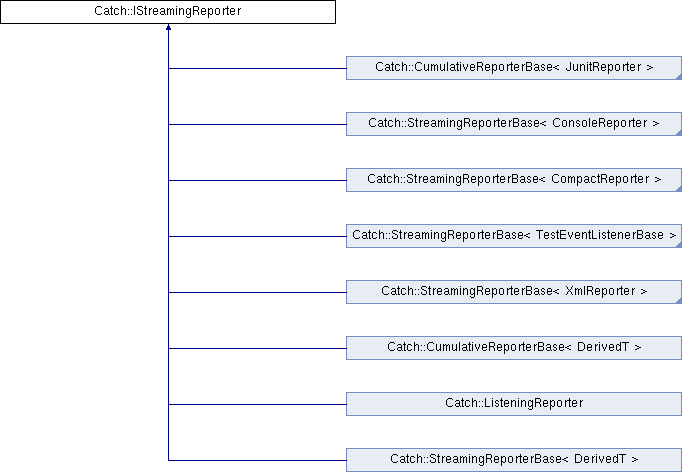 Catch::IStreamingReporter
Catch::CumulativeReporterBase< JunitReporter >
Catch::StreamingReporterBase< ConsoleReporter >
Catch::StreamingReporterBase< CompactReporter >
Catch::StreamingReporterBase< TestEventListenerBase >
Catch::StreamingReporterBase< XmlReporter >
Catch::CumulativeReporterBase< DerivedT >
Catch::ListeningReporter
Catch::StreamingReporterBase< DerivedT >